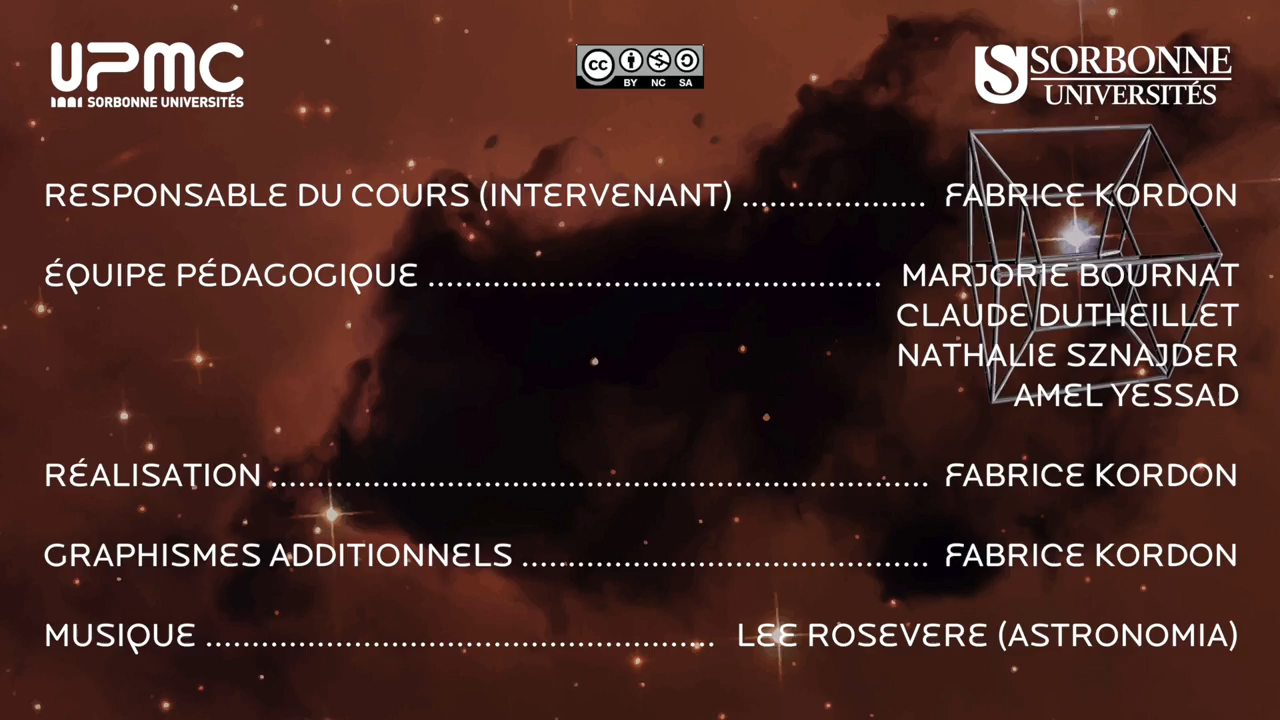 UPMC
SORBONNE UNIVERSITÉS
cc
BY NC SA
SORBONNE
UNIVERSITÉS
RESPONSABLE DU COURS (INTERVENANT) .................... FABRICE KORDON
ÉQUIPE PÉDAGOGIQUE ................................................. MARJORIE BOURNAT
CLAUDE DUTHEILLET
NATHALIE SZNAJDER
AMEL YESSAD
RÉALISATION ....................................................................... FABRICE KORDON
GRAPHISMES ADDITIONNELS ............................................ FABRICE KORDON
MUSIQUE ....................................................... LEE ROSEVERE (ASTRONOMIA)